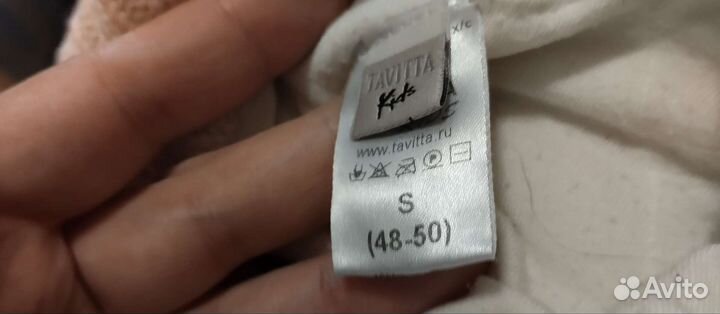 х/с
TAVITTA
Kids
www.tavitta.ru
S
(48-50)
Avito